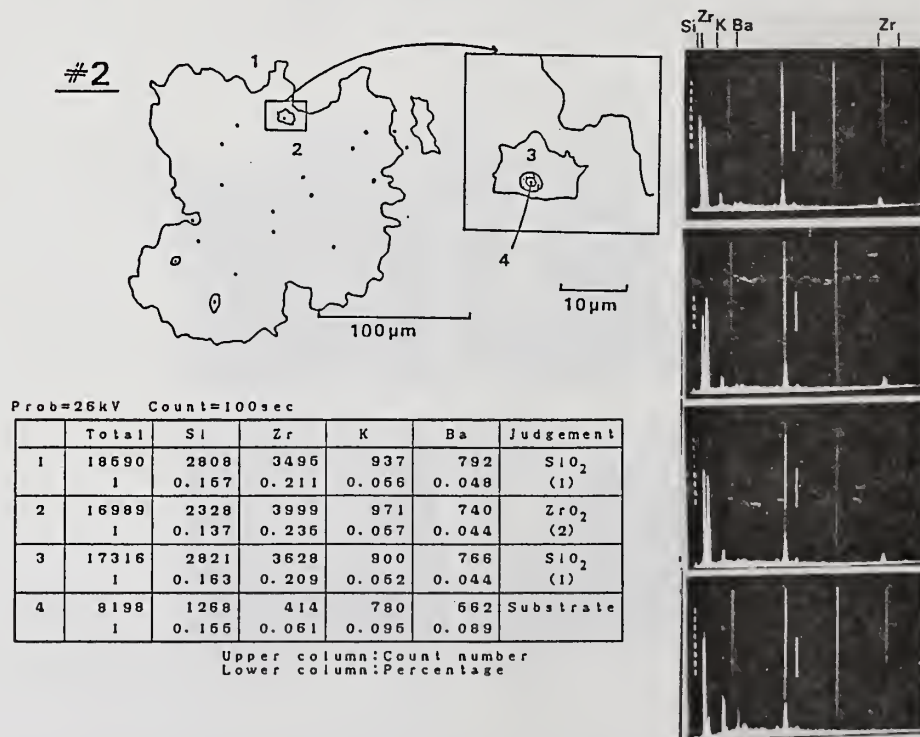 #2
1
2
3
4
100μm
10μm
Si Zr K Ba Zr
Prob=26kV Count=100sec
Total Si Zr K Ba Judgement
1 18590 2808 3495 937 792 SiO2
1 0.157 0.211 0.056 0.048 (1)
2 16989 2328 3999 971 740 ZrO2
1 0.137 0.235 0.057 0.044 (2)
3 17316 2821 3628 900 766 SiO2
1 0.163 0.209 0.052 0.044 (1)
4 8198 1268 414 780 562 Substrate
1 0.155 0.051 0.095 0.069
Upper column:Count number
Lower column:Percentage